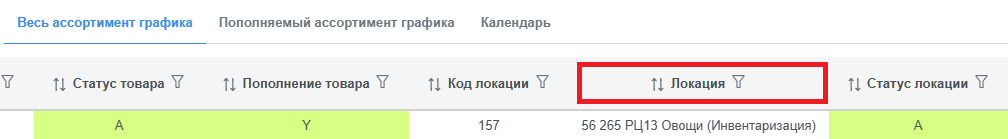 Весь ассортимент графика Пополняемый ассортимент графика Календарь
Статус товара Пополнение товара Код локации Локация Статус локации
A Y 157 56 265 РЦ13 Овощи (Инвентаризация) A